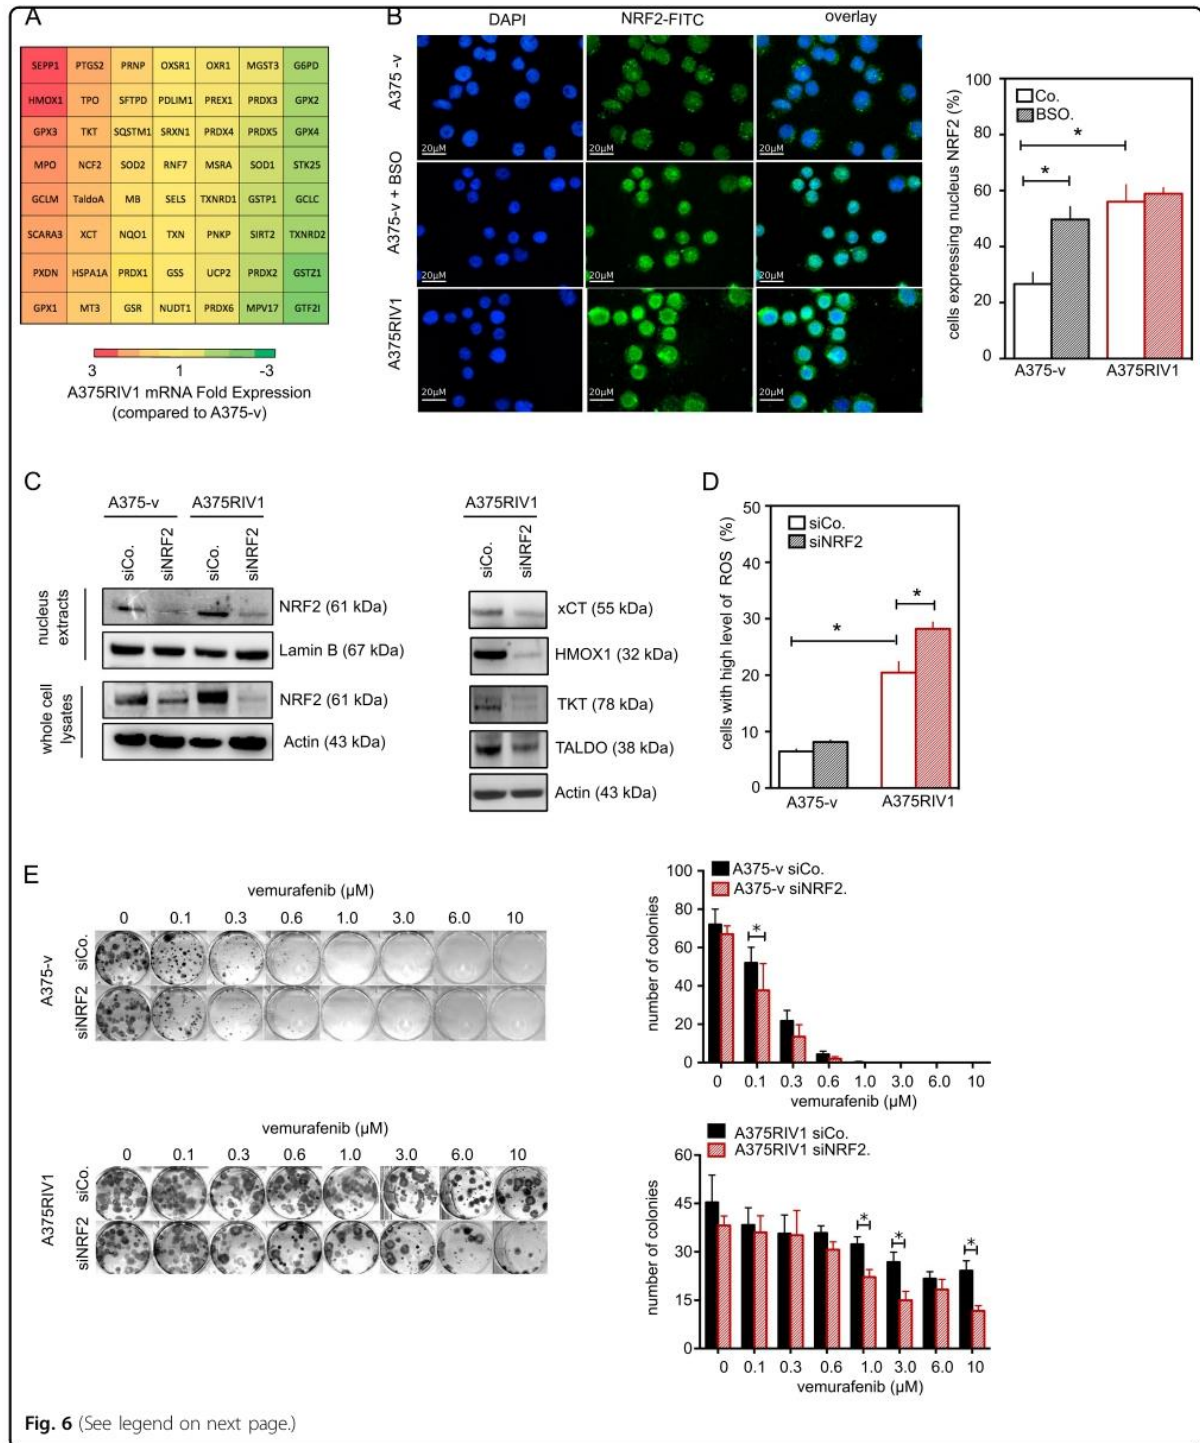 A
SEPP1 PTGS2 PRNP OXSR1 OXR1 MGST3 G6PD
HMOX1 TPO SFTPD PDLIM1 PREX1 PRDX3 GPX2
GPX3 TKT SQSTM1 SRXN1 PRDX4 PRDX5 GPX4
MPO NCF2 SOD2 RNF7 MSRA SOD1 STK25
GCLM TaldoA MB SELS TXNRD1 GSTP1 GCLC
SCARA3 XCT NQO1 TXN PNKP SIRT2 TXNRD2
PXDN HSPA1A PRDX1 GSS UCP2 PRDX2 GSTZ1
GPX1 MT3 GSR NUDT1 PRDX6 MPV17 GTF2I
3 1 -3
A375RIV1 mRNA Fold Expression
(compared to A375-v)
B
DAPI NRF2-FITC overlay
A375 -v
20µM 20µM 20µM
A375-v + BSO
20µM 20µM 20µM
A375RIV1
20µM 20µM 20µM
cells expressing nucleus NRF2 (%)
100
80
60
40
20
0
Co.
BSO.
*
*
A375-v A375RIV1
C
A375-v A375RIV1
siCo. siNRF2 siCo. siNRF2
nucleus
extracts
NRF2 (61 kDa)
Lamin B (67 kDa)
whole cell
lysates
NRF2 (61 kDa)
Actin (43 kDa)
A375RIV1
siCo. siNRF2
xCT (55 kDa)
HMOX1 (32 kDa)
TKT (78 kDa)
TALDO (38 kDa)
Actin (43 kDa)
D
cells with high level of ROS (%)
50
40
30
20
10
0
siCo.
siNRF2
*
*
A375-v A375RIV1
E
vemurafenib (µM)
0 0.1 0.3 0.6 1.0 3.0 6.0 10
A375-v
siCo.
siNRF2
A375-v siCo.
A375-v siNRF2.
number of colonies
100
80
60
40
20
0
*
0 0.1 0.3 0.6 1.0 3.0 6.0 10
vemurafenib (µM)
vemurafenib (µM)
0 0.1 0.3 0.6 1.0 3.0 6.0 10
A375RIV1
siCo.
siNRF2
A375RIV1 siCo.
A375RIV1 siNRF2.
number of colonies
60
45
30
15
0
* * *
0 0.1 0.3 0.6 1.0 3.0 6.0 10
vemurafenib (µM)
Fig. 6 (See legend on next page.)